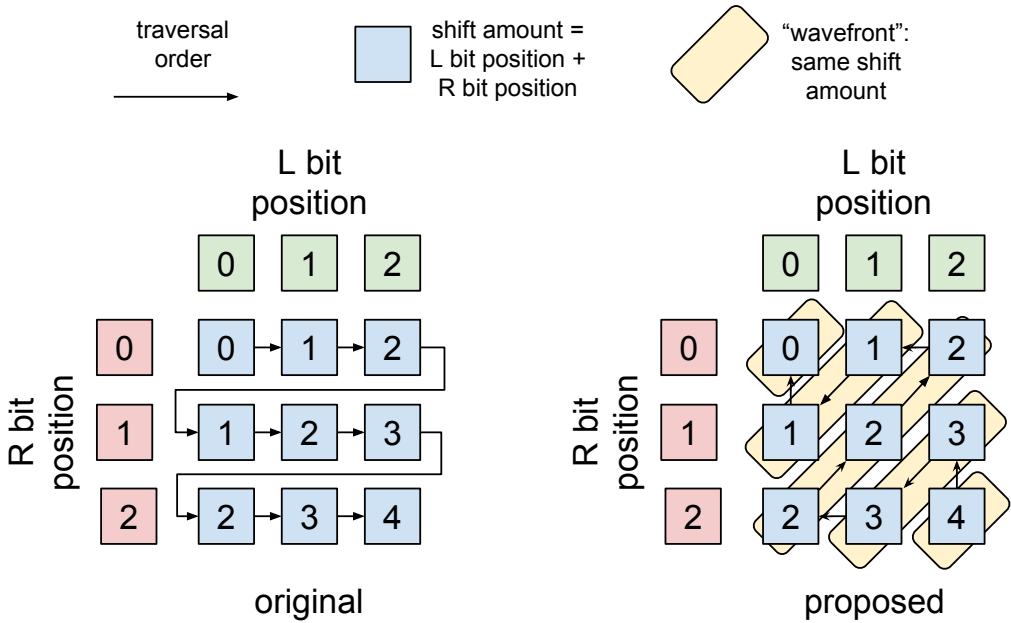 traversal
order
shift amount =
L bit position +
R bit position
“wavefront”:
same shift
amount
L bit
position
0 1 2
R bit
position
0 0 1 2
1 1 2 3
2 2 3 4
original
L bit
position
0 1 2
R bit
position
0 0 1 2
1 1 2 3
2 2 3 4
proposed